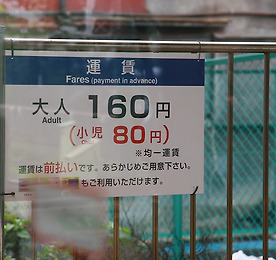 運賃
Fares (payment in advance)
大人 160円
Adult
(小児 80円)
※均一運賃
運賃は前払いです。あらかじめご用意下さい。
もご利用いただけます。